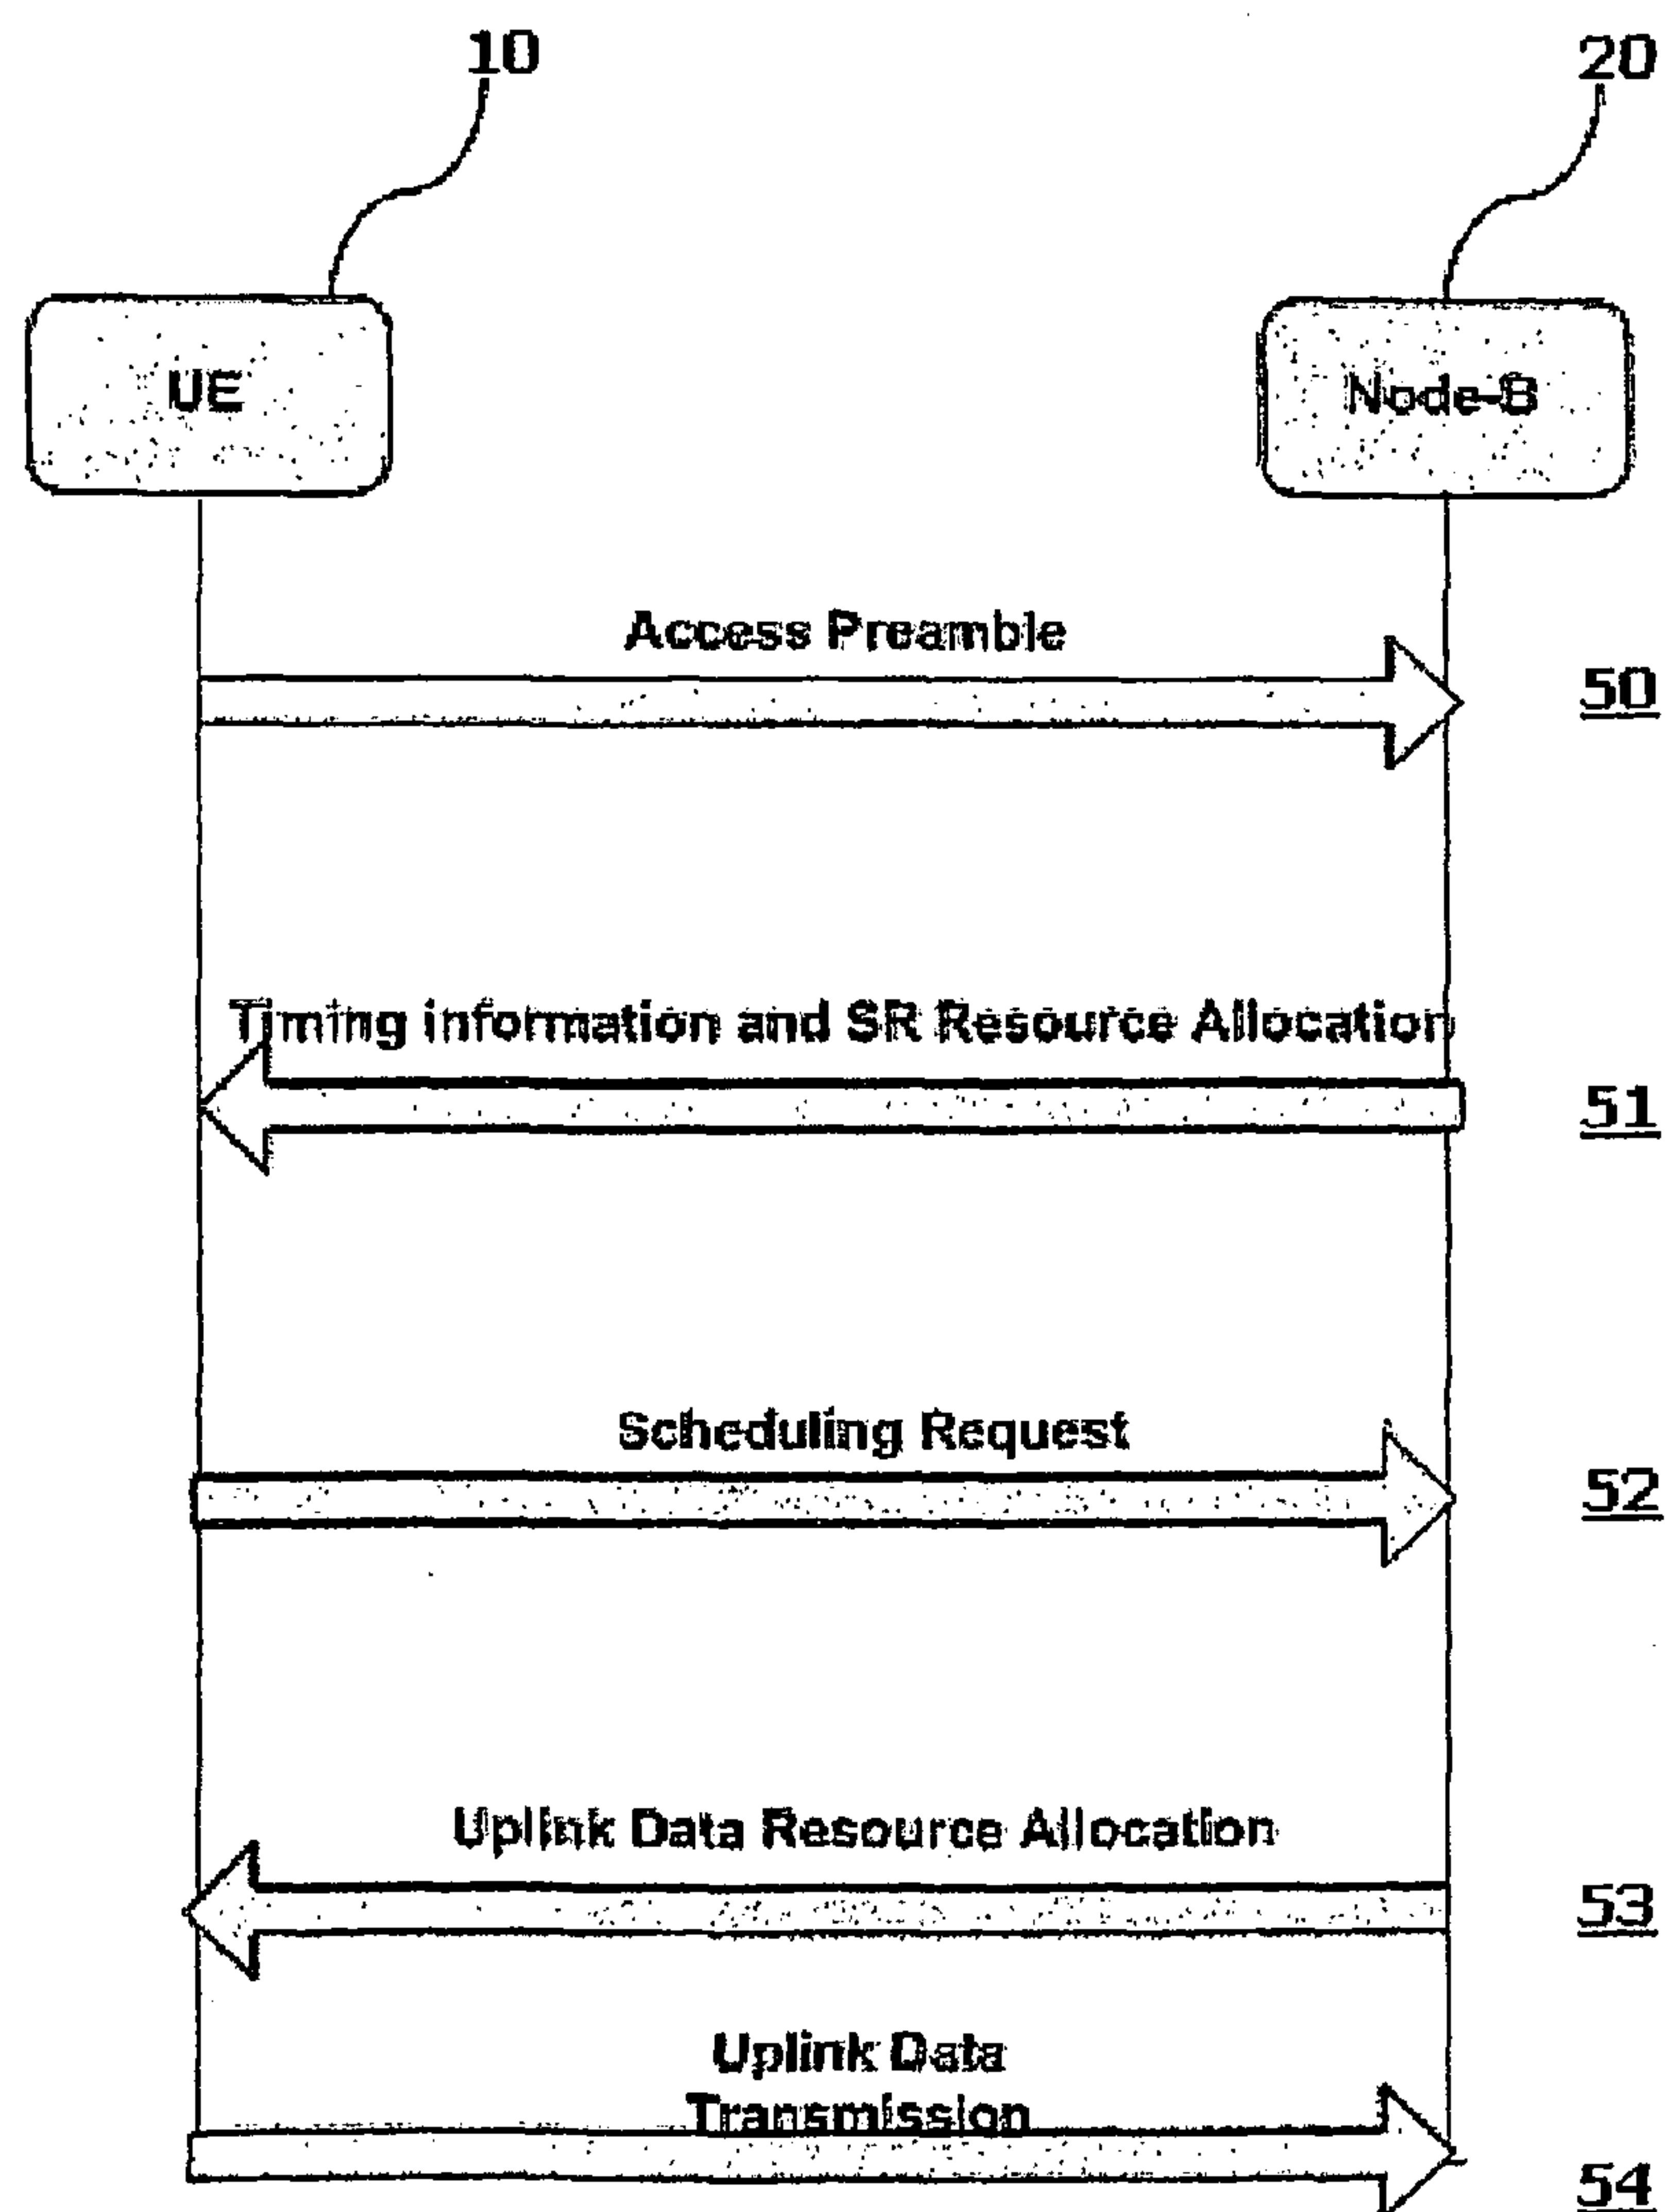 10
20
UE
Node-B
Access Preamble
50
Timing information and SR Resource Allocation
51
Scheduling Request
52
Uplink Data Resource Allocation
53
Uplink Data
Transmission
54